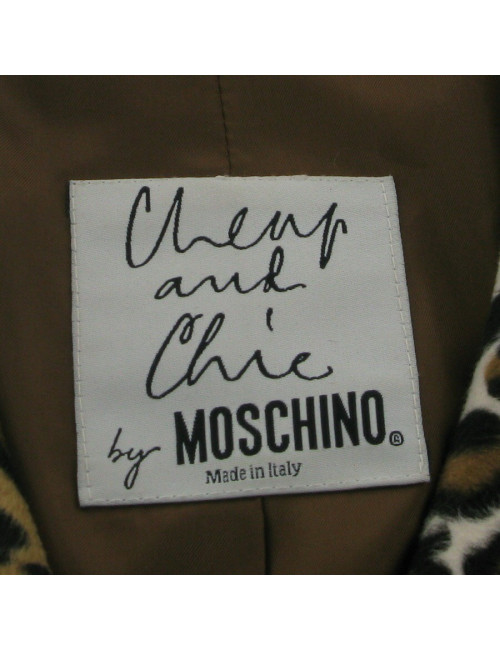 Cheap
and
Chic
by MOSCHINO®
Made in Italy